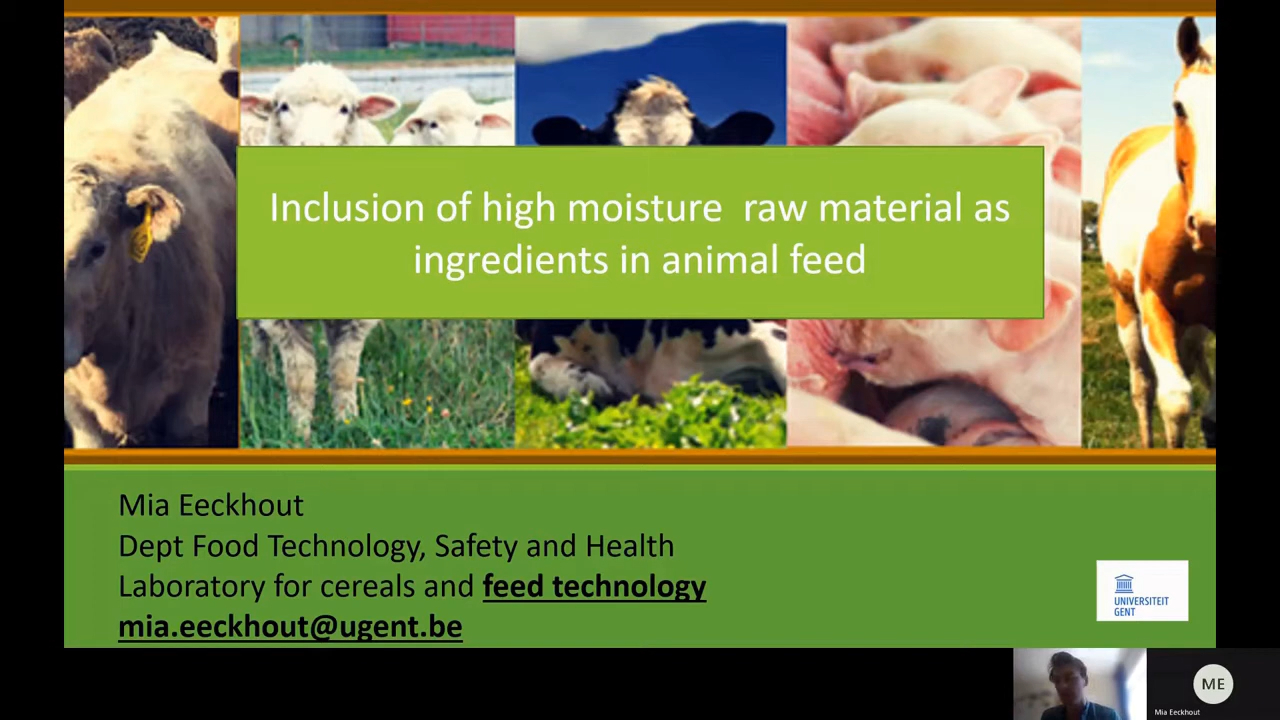 Inclusion of high moisture raw material as
ingredients in animal feed
Mia Eeckhout
Dept Food Technology, Safety and Health
Laboratory for cereals and feed technology
mia.eeckhout@ugent.be
UNIVERSITEIT
GENT
ME
Mia Eeckhout